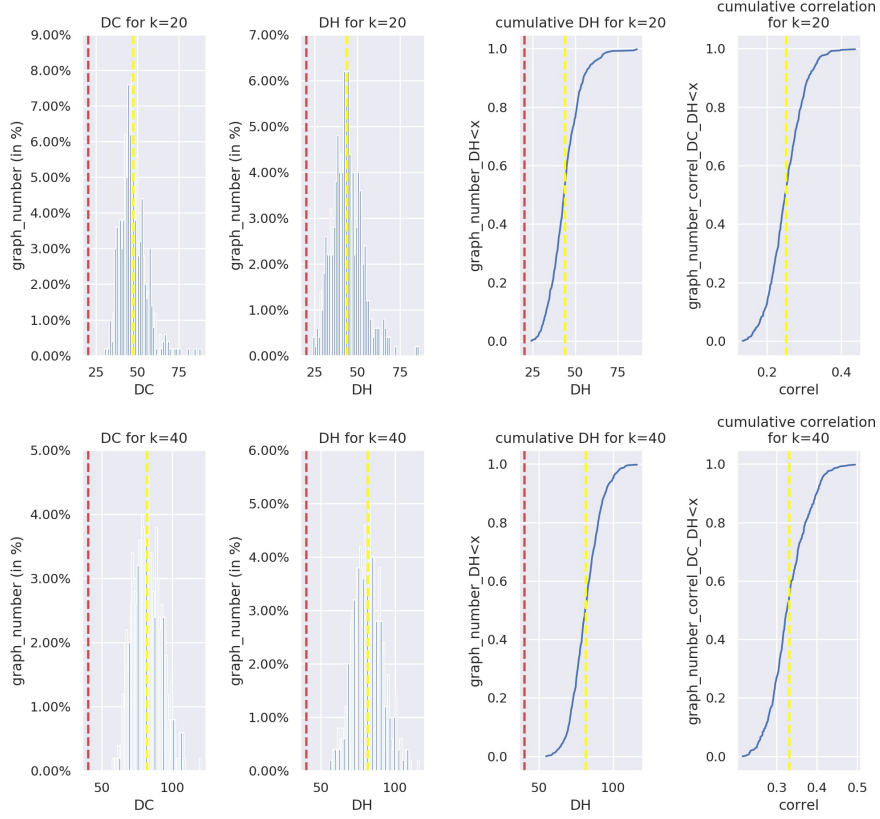 DC for k=20
9.00%
8.00%
7.00%
6.00%
5.00%
4.00%
3.00%
2.00%
1.00%
0.00%
graph_number (in %)
25 50 75
DC
DH for k=20
7.00%
6.00%
5.00%
4.00%
3.00%
2.00%
1.00%
0.00%
graph_number (in %)
25 50 75
DH
cumulative DH for k=20
1.0
0.8
0.6
0.4
0.2
0.0
graph_number_DH<x
25 50 75
DH
cumulative correlation
for k=20
1.0
0.8
0.6
0.4
0.2
0.0
graph_number_correl_DC_DH<x
0.2 0.4
correl
DC for k=40
5.00%
4.00%
3.00%
2.00%
1.00%
0.00%
graph_number (in %)
50 100
DC
DH for k=40
6.00%
5.00%
4.00%
3.00%
2.00%
1.00%
0.00%
graph_number (in %)
50 100
DH
cumulative DH for k=40
1.0
0.8
0.6
0.4
0.2
0.0
graph_number_DH<x
50 100
DH
cumulative correlation
for k=40
1.0
0.8
0.6
0.4
0.2
0.0
graph_number_correl_DC_DH<x
0.3 0.4 0.5
correl